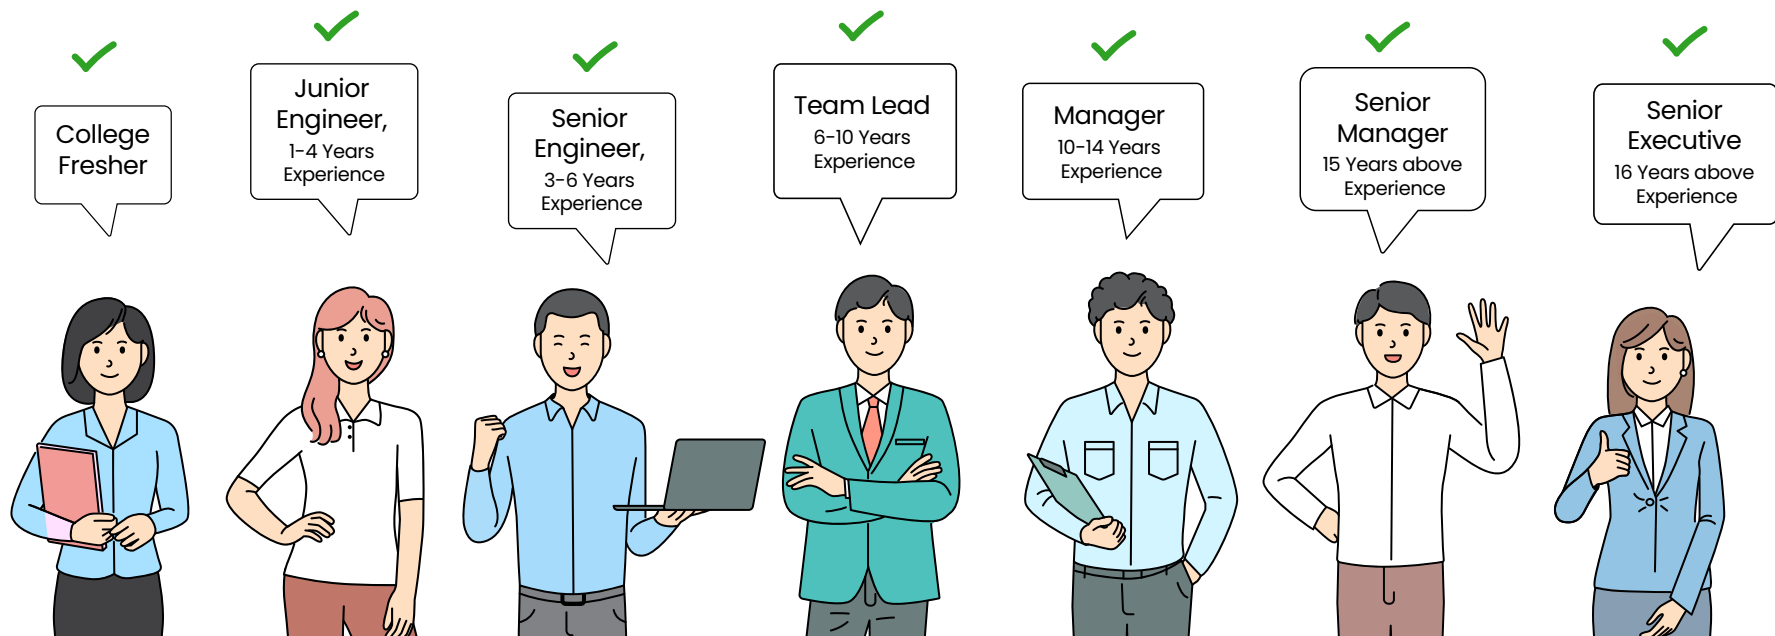 College
Fresher
Junior
Engineer,
1-4 Years
Experience
Senior
Engineer,
3-6 Years
Experience
Team Lead
6-10 Years
Experience
Manager
10-14 Years
Experience
Senior
Manager
15 Years above
Experience
Senior
Executive
16 Years above
Experience